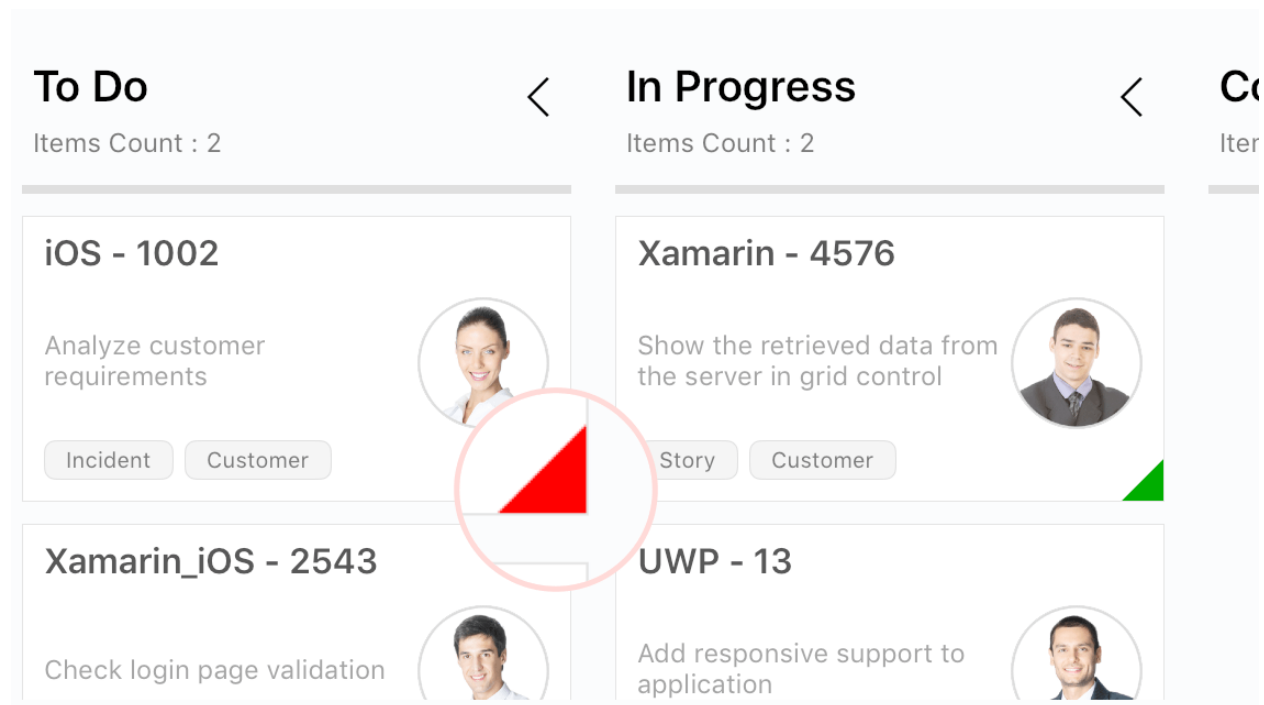 To Do
Items Count : 2
iOS - 1002
Analyze customer
requirements
Incident
Customer
Xamarin_iOS - 2543
Check login page validation
In Progress
Items Count : 2
Xamarin - 4576
Show the retrieved data from
the server in grid control
Story
Customer
UWP - 13
Add responsive support to
application